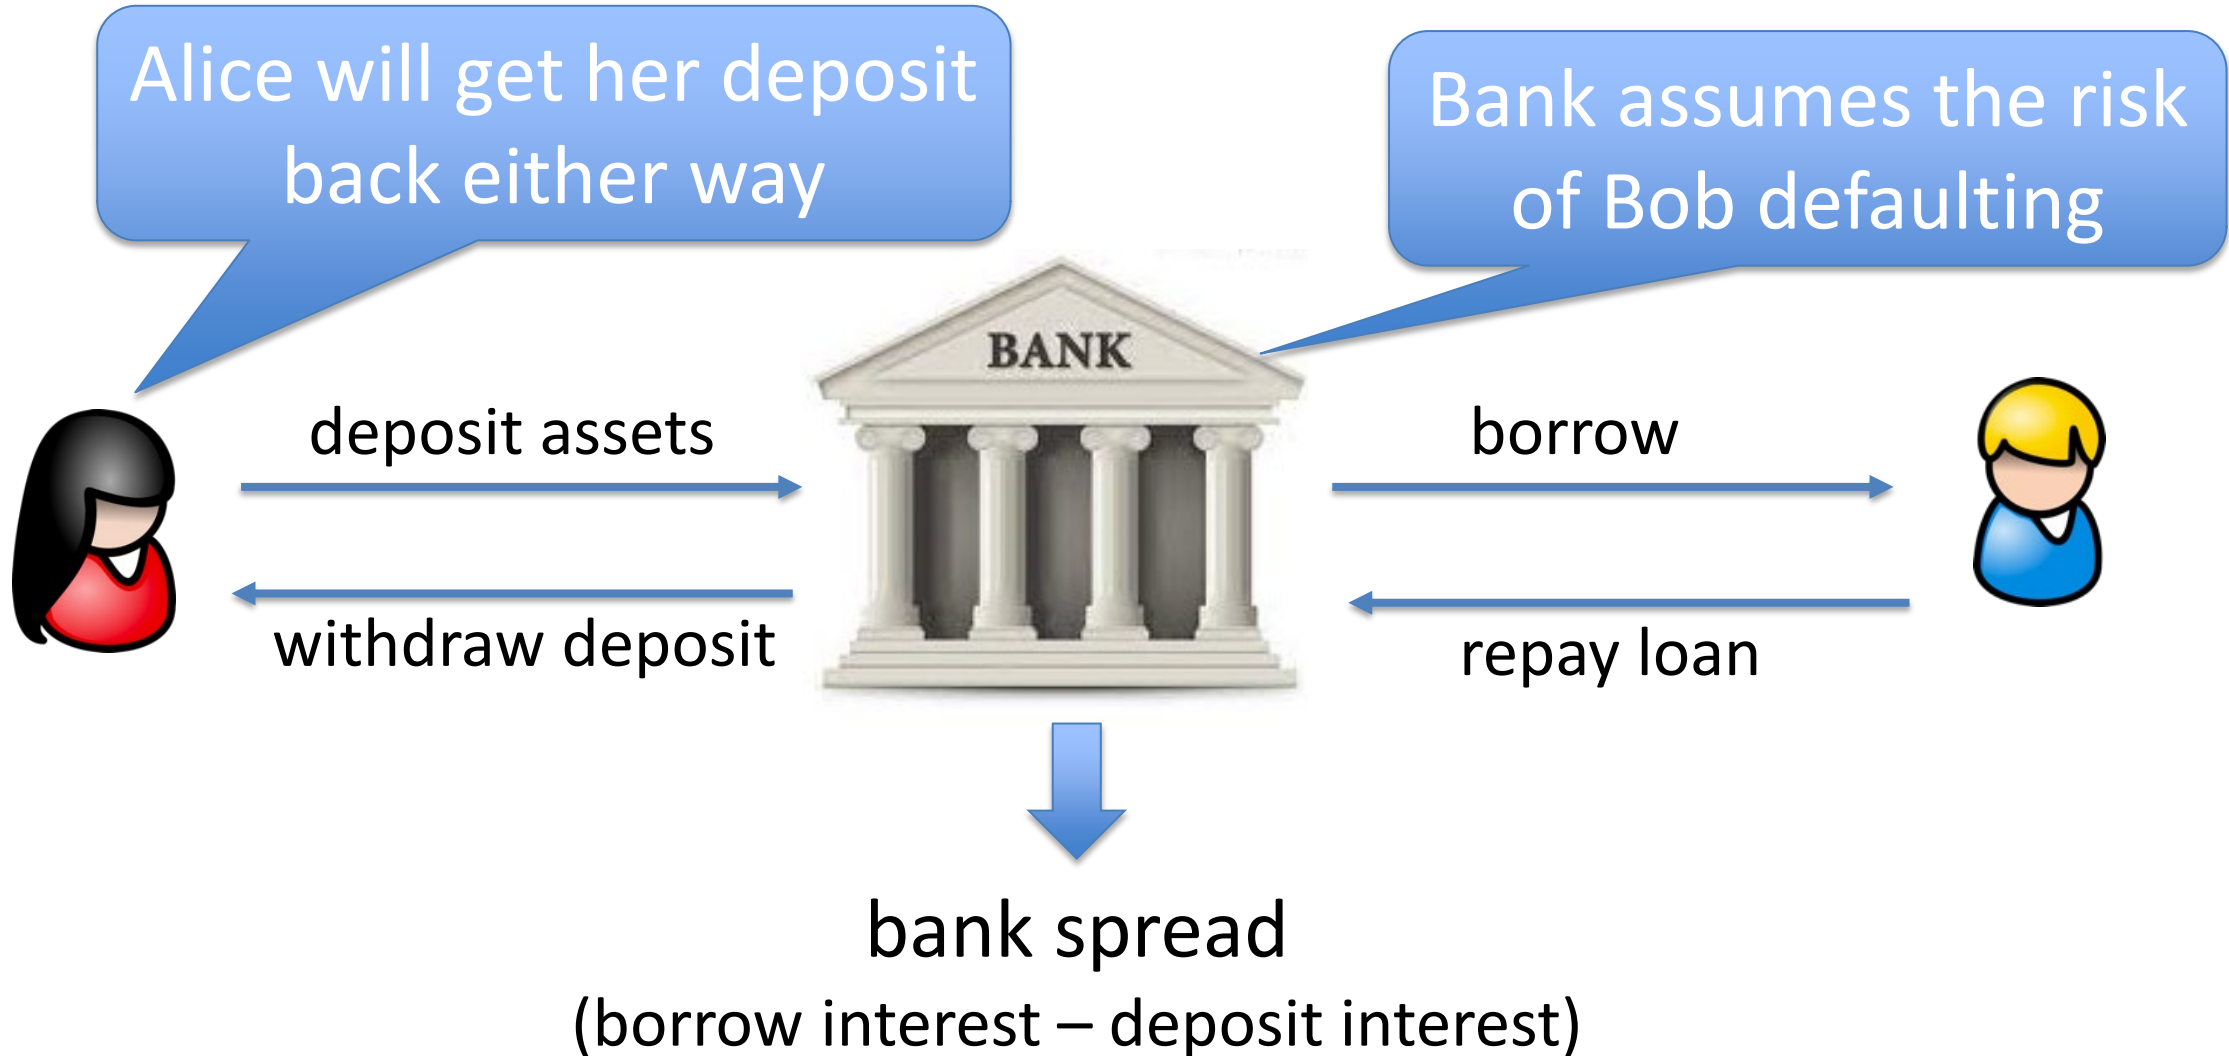 Alice will get her deposit
back either way
Bank assumes the risk
of Bob defaulting
BANK
deposit assets
borrow
withdraw deposit
repay loan
bank spread
(borrow interest – deposit interest)